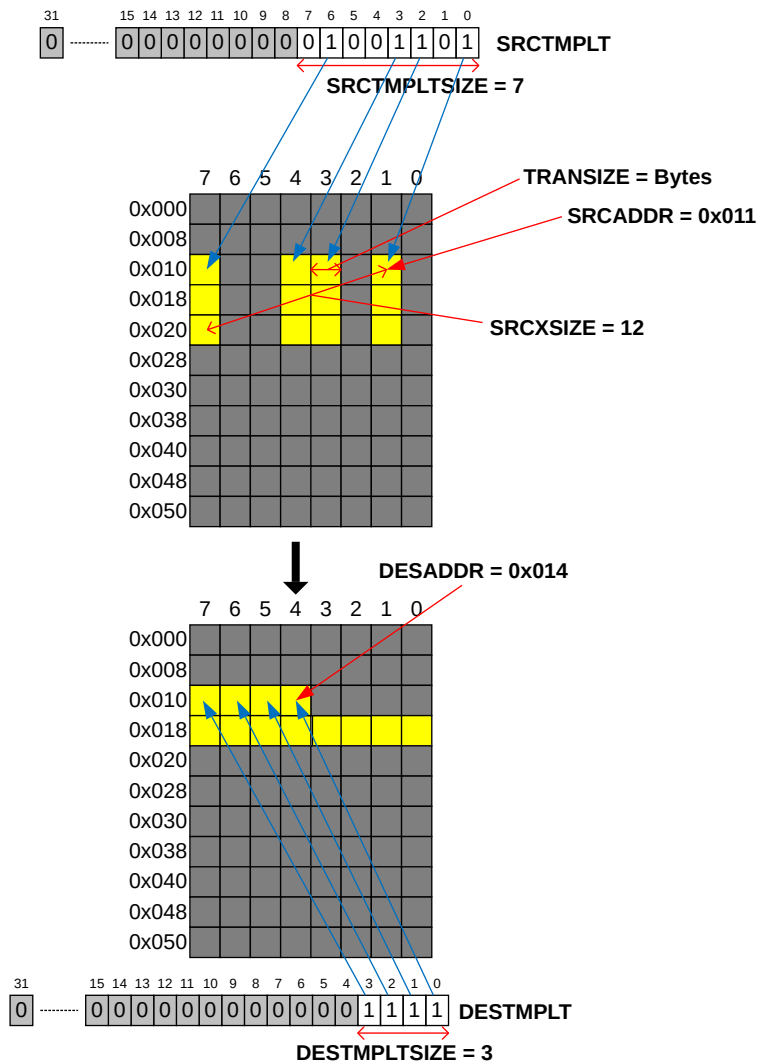 31 15 14 13 12 11 10 9 8 7 6 5 4 3 2 1 0
0 0 0 0 0 0 0 0 0 0 1 0 0 1 1 0 1 SRCTMPLT
SRCTMPLTSIZE = 7
7 6 5 4 3 2 1 0
TRANSIZE = Bytes
0x000
SRCADDR = 0x011
0x008
0x010
0x018
0x020
SRCXSIZE = 12
0x028
0x030
0x038
0x040
0x048
0x050
DESADDR = 0x014
7 6 5 4 3 2 1 0
0x000
0x008
0x010
0x018
0x020
0x028
0x030
0x038
0x040
0x048
0x050
31 15 14 13 12 11 10 9 8 7 6 5 4 3 2 1 0
0 0 0 0 0 0 0 0 0 0 0 0 0 1 1 1 1 DESTMPLT
DESTMPLTSIZE = 3